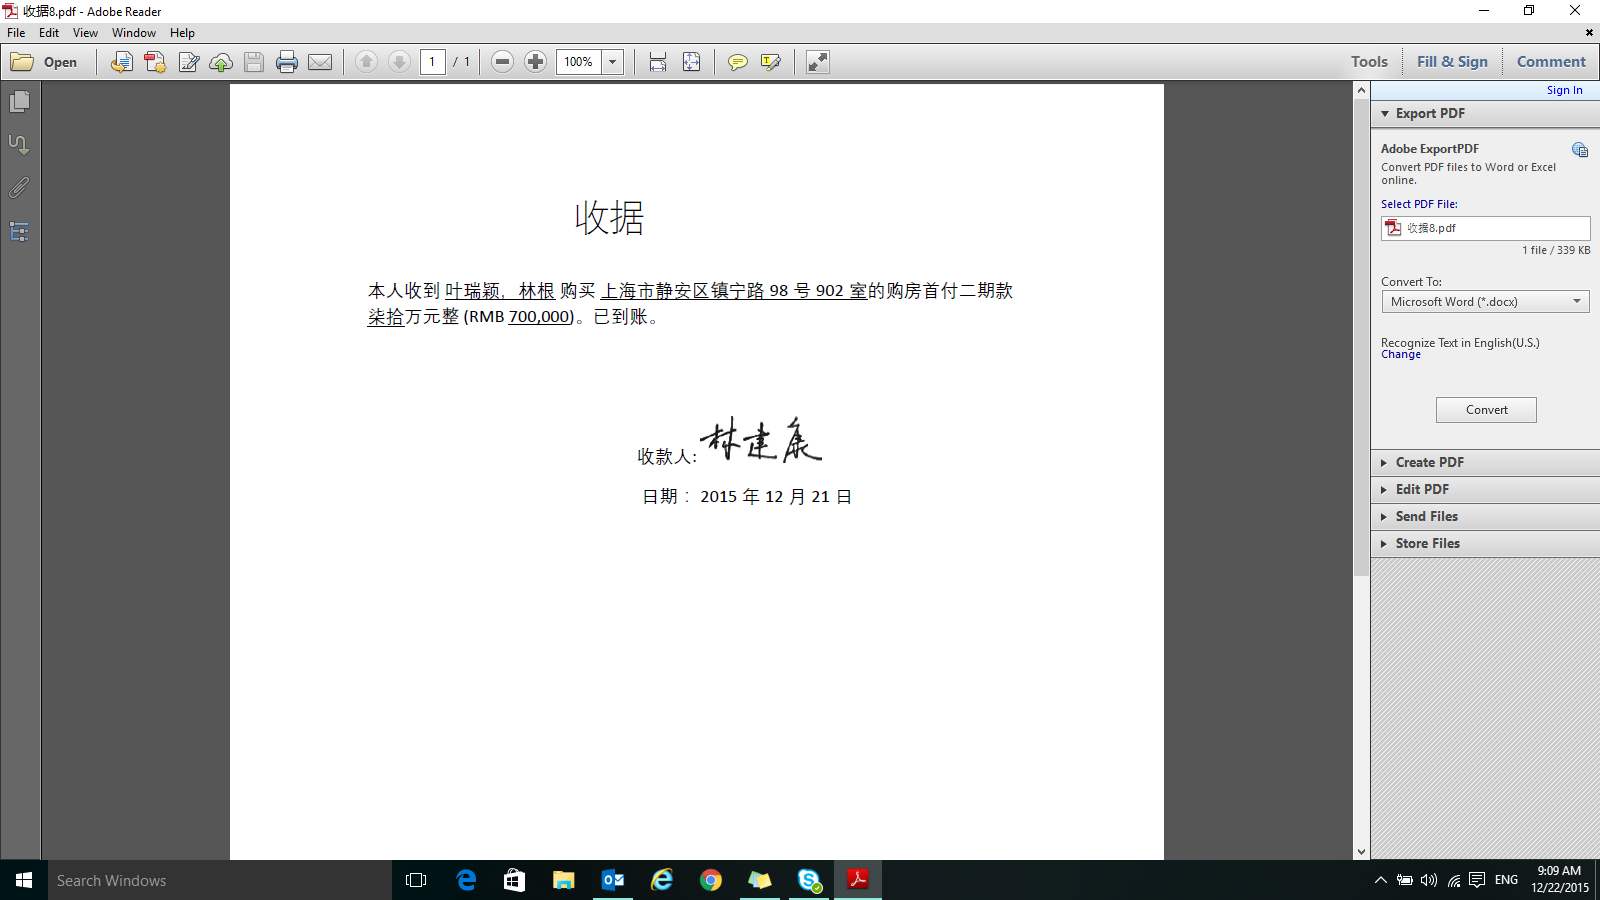 收据8.pdf - Adobe Reader
File Edit View Window Help
Open 1 / 1 100% Tools Fill & Sign Comment
Sign In
Export PDF
Adobe ExportPDF
Convert PDF files to Word or Excel
online.
Select PDF File:
收据8.pdf
1 file / 339 KB
Convert To:
Microsoft Word (*.docx)
Recognize Text in English(U.S.)
Change
Convert
Create PDF
Edit PDF
Send Files
Store Files
收据
本人收到 叶瑞颖，林根 购买 上海市静安区镇宁路 98 号 902 室的购房首付二期款
柒拾万元整 (RMB 700,000)。已到账。
收款人: 林建康
日期： 2015 年 12 月 21 日
Search Windows
ENG
9:09 AM
12/22/2015